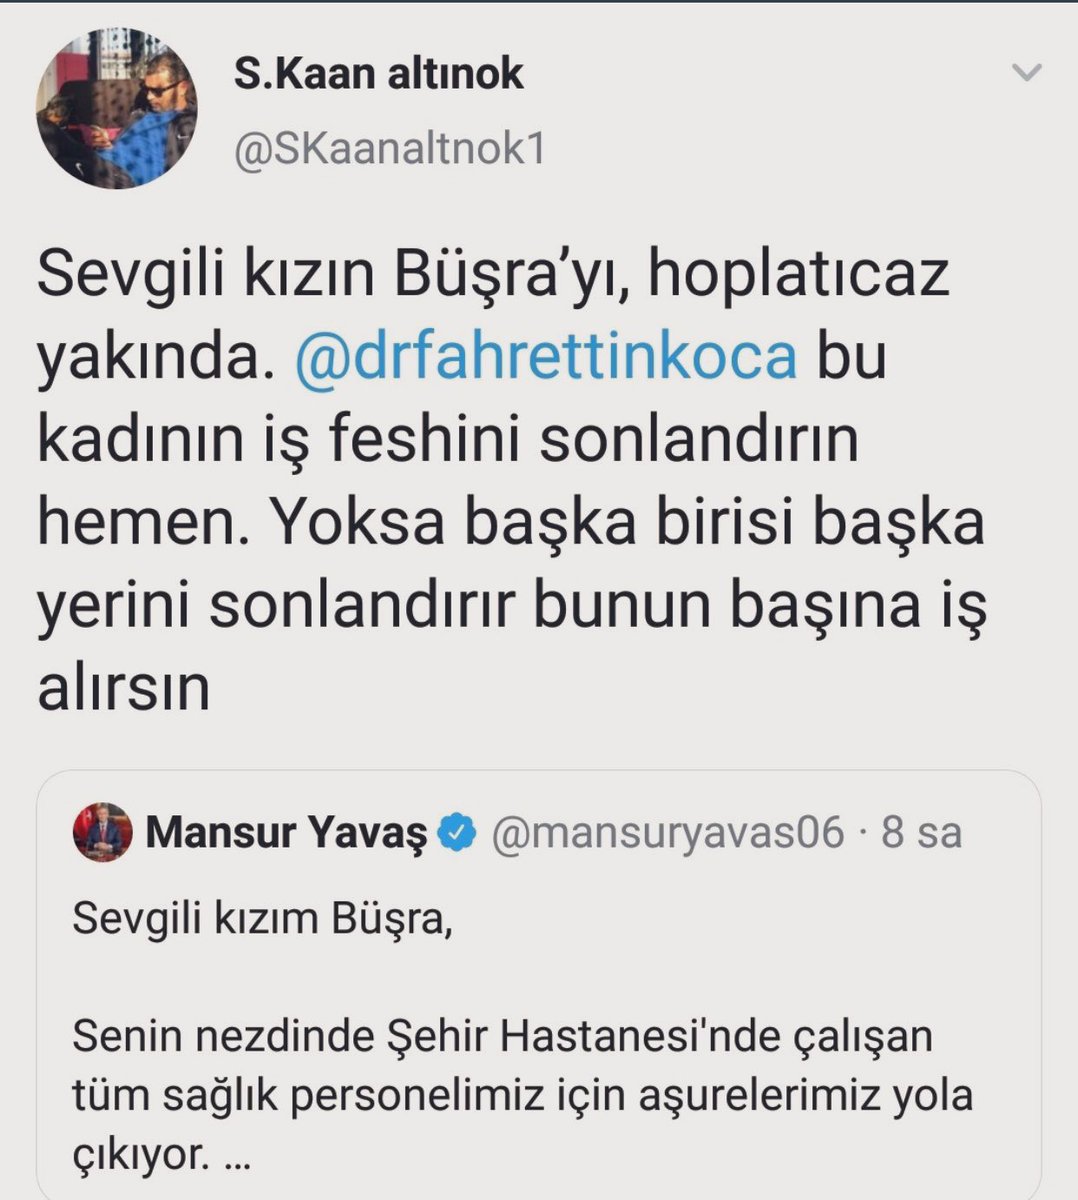 S.Kaan altınok
@SKaanaltnok1
Sevgili kızın Büşra’yı, hoplatıcaz
yakında. @drfahrettinkoca bu
kadının iş feshini sonlandırın
hemen. Yoksa başka birisi başka
yerini sonlandırır bunun başına iş
alırsın
Mansur Yavaş @mansuryavas06 · 8 sa
Sevgili kızım Büşra,
Senin nezdinde Şehir Hastanesi'nde çalışan
tüm sağlık personelimiz için aşurelerimiz yola
çıkıyor. ...